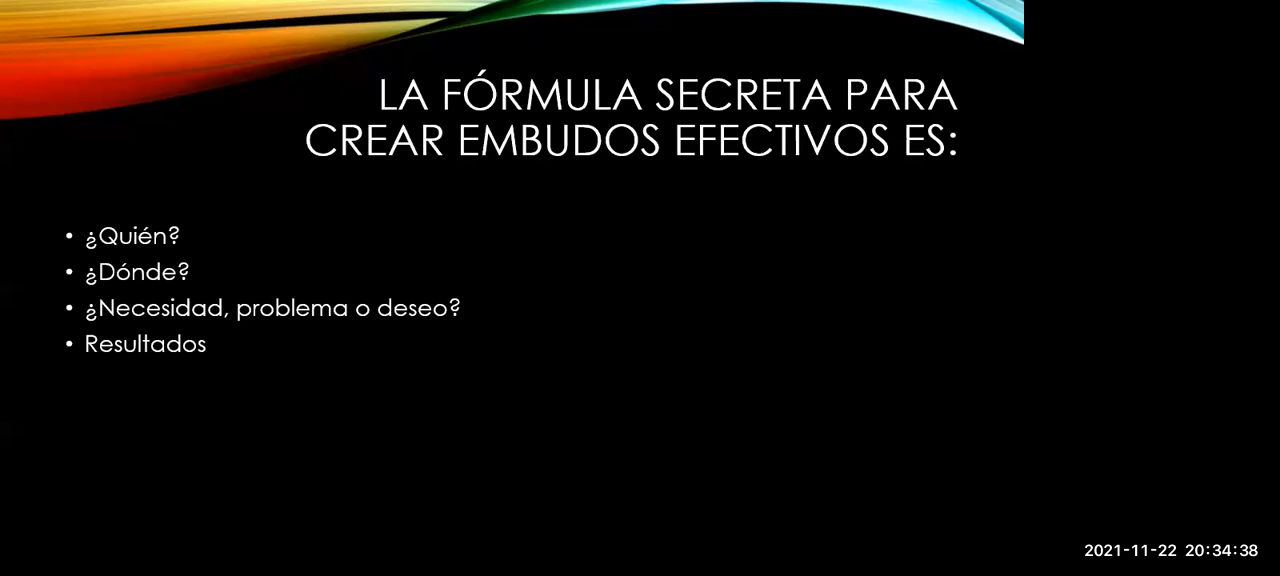 LA FÓRMULA SECRETA PARA
CREAR EMBUDOS EFECTIVOS ES:
• ¿Quién?
• ¿Dónde?
• ¿Necesidad, problema o deseo?
• Resultados
2021-11-22 20:34:38